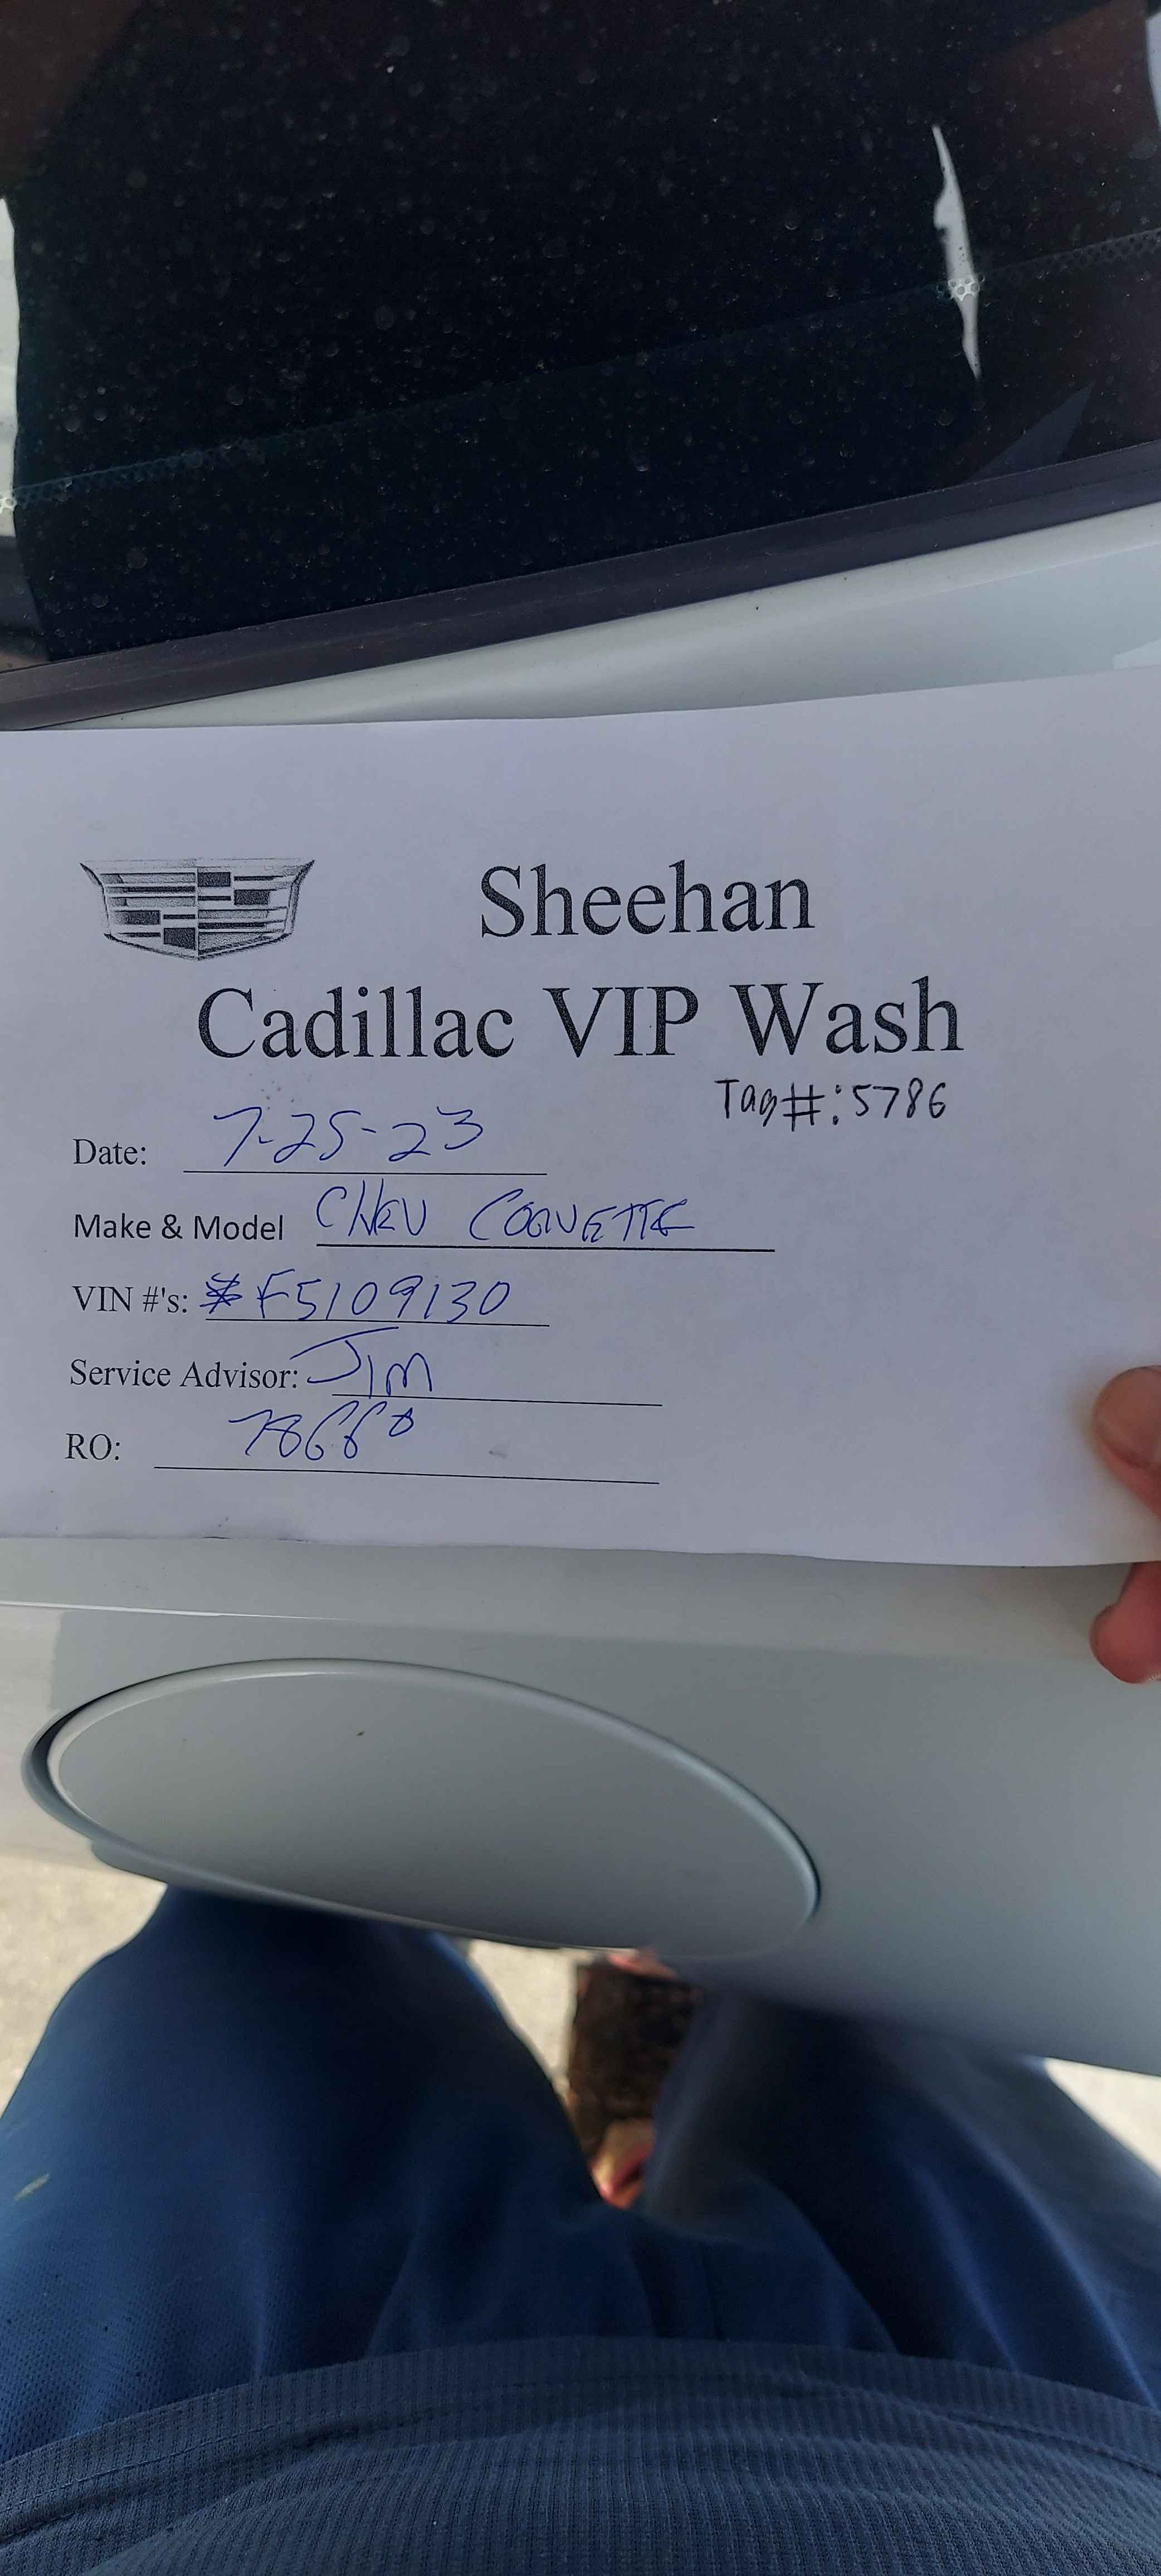 Sheehan
Cadillac VIP Wash
Tag#:5786
Date: 7-25-23
Make & Model CHEV CORVETTE
VIN #'s: * F5109130
Service Advisor: JIM
RO: 78668